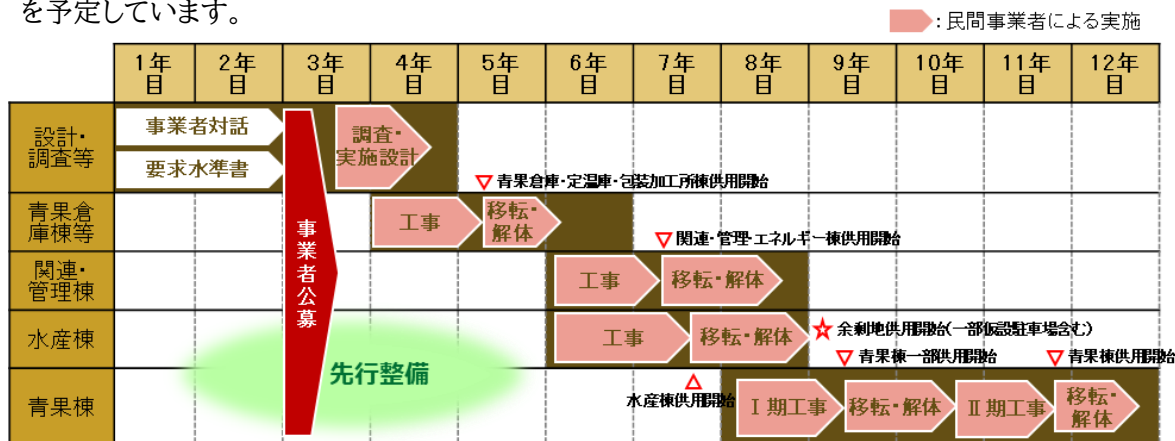 を予定しています。
：民間事業者による実施
1年目
2年目
3年目
4年目
5年目
6年目
7年目
8年目
9年目
10年目
11年目
12年目
設計・調査等
事業者対話
要求水準書
調査・実施設計
▽青果倉庫・定温庫・包装加工所棟供用開始
青果倉庫棟等
工事
移転・解体
▽関連・管理・エネルギー棟供用開始
事業者公募
関連・管理棟
工事
移転・解体
水産棟
工事
移転・解体
☆余剰地供用開始(一部仮設駐車場含む)
▽青果棟一部供用開始
▽青果棟供用開始
先行整備
△
水産棟供用開始
青果棟
Ⅰ期工事
移転・解体
Ⅱ期工事
移転・解体